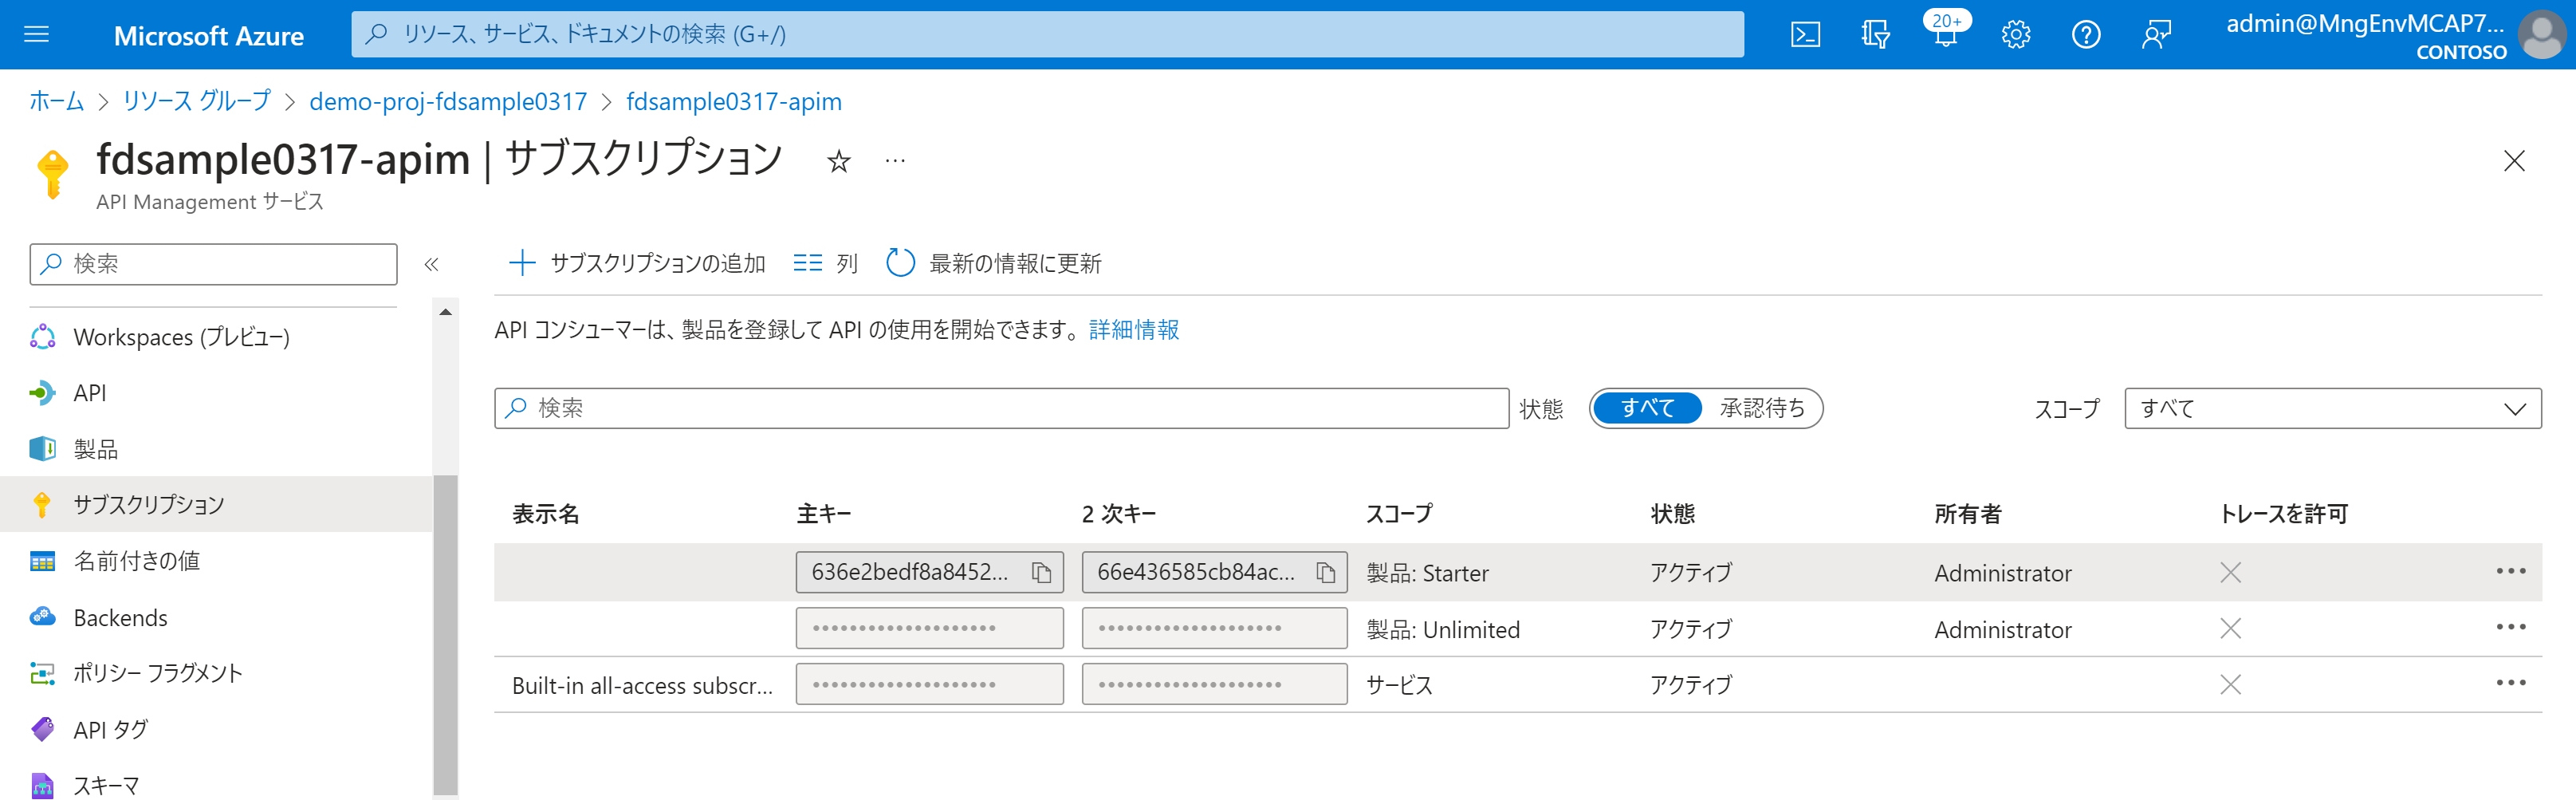 Microsoft Azure
リソース、サービス、ドキュメントの検索 (G+/)
20+
admin@MngEnvMCAP7...
CONTOSO
ホーム > リソース グループ > demo-proj-fdsample0317 > fdsample0317-apim
fdsample0317-apim | サブスクリプション
API Management サービス
検索
Workspaces (プレビュー)
API
製品
サブスクリプション
名前付きの値
Backends
ポリシー フラグメント
API タグ
スキーマ
サブスクリプションの追加 列 最新の情報に更新
API コンシューマーは、製品を登録して API の使用を開始できます。 詳細情報
検索 状態 すべて 承認待ち スコープ すべて
表示名 主キー 2 次キー スコープ 状態 所有者 トレースを許可
636e2bedf8a8452... 66e436585cb84ac... 製品: Starter アクティブ Administrator
製品: Unlimited アクティブ Administrator
Built-in all-access subscr... サービス アクティブ